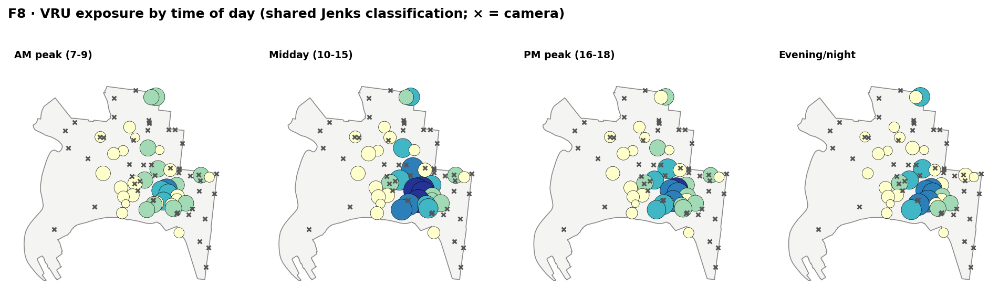 F8 · VRU exposure by time of day (shared Jenks classification; × = camera)
AM peak (7-9)
Midday (10-15)
PM peak (16-18)
Evening/night